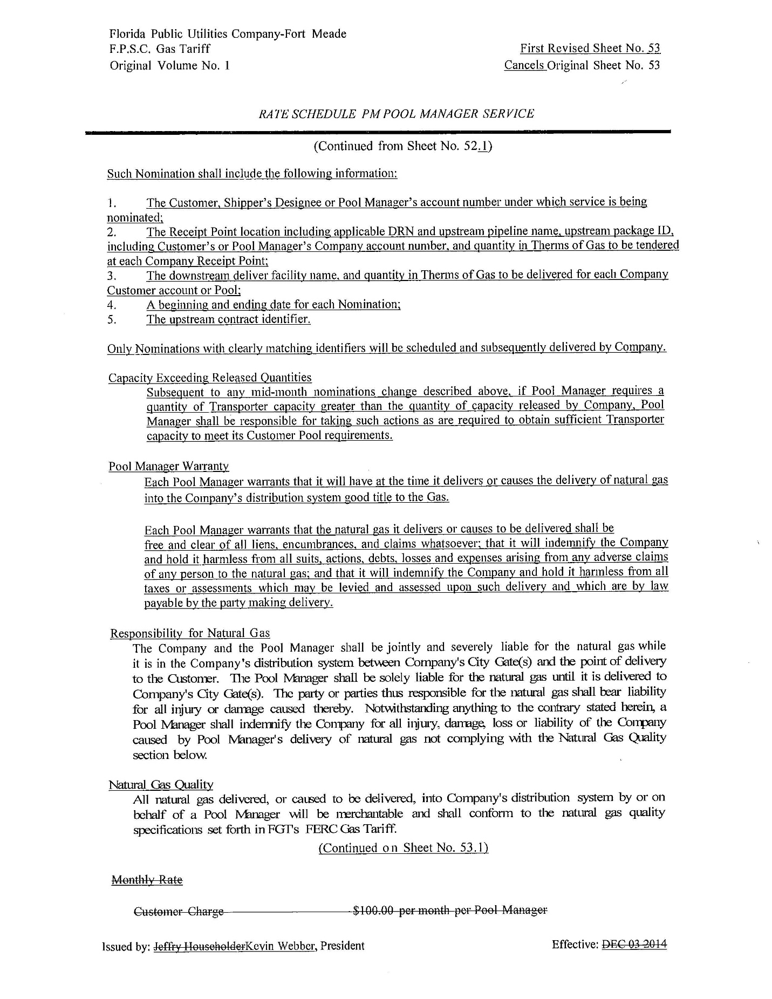 Florida Public Utilities Company-Fort Meade
F.P.S.C. Gas Tariff
First Revised Sheet No. 53
Original Volume No. 1
Cancels Original Sheet No. 53
RATE SCHEDULE PM POOL MANAGER SERVICE
(Continued from Sheet No. 52.1)
Such Nomination shall include the following information:
1. The Customer, Shipper's Designee or Pool Manager's account number under which service is being
nominated;
2. The Receipt Point location including applicable DRN and upstream pipeline name, upstream package ID,
including Customer's or Pool Manager's Company account number, and quantity in Therms of Gas to be tendered
at each Company Receipt Point;
3. The downstream deliver facility name, and quantity in Therms of Gas to be delivered for each Company
Customer account or Pool;
4. A beginning and ending date for each Nomination;
5. The upstream contract identifier.
Only Nominations with clearly matching identifiers will be scheduled and subsequently delivered by Company.
Capacity Exceeding Released Quantities
Subsequent to any mid-month nominations change described above, if Pool Manager requires a
quantity of Transporter capacity greater than the quantity of capacity released by Company, Pool
Manager shall be responsible for taking such actions as are required to obtain sufficient Transporter
capacity to meet its Customer Pool requirements.
Pool Manager Warranty
Each Pool Manager warrants that it will have at the time it delivers or causes the delivery of natural gas
into the Company's distribution system good title to the Gas.
Each Pool Manager warrants that the natural gas it delivers or causes to be delivered shall be
free and clear of all liens, encumbrances, and claims whatsoever; that it will indemnify the Company
and hold it harmless from all suits, actions, debts, losses and expenses arising from any adverse claims
of any person to the natural gas; and that it will indemnify the Company and hold it harmless from all
taxes or assessments which may be levied and assessed upon such delivery and which are by law
payable by the party making delivery.
Responsibility for Natural Gas
The Company and the Pool Manager shall be jointly and severely liable for the natural gas while
it is in the Company's distribution system between Company's City Gate(s) and the point of delivery
to the Customer. The Pool Manager shall be solely liable for the natural gas until it is delivered to
Company's City Gate(s). The party or parties thus responsible for the natural gas shall bear liability
for all injury or damage caused thereby. Notwithstanding anything to the contrary stated herein, a
Pool Manager shall indemnify the Company for all injury, damage, loss or liability of the Company
caused by Pool Manager's delivery of natural gas not complying with the Natural Gas Quality
section below.
Natural Gas Quality
All natural gas delivered, or caused to be delivered, into Company's distribution system by or on
behalf of a Pool Manager will be merchantable and shall conform to the natural gas quality
specifications set forth in FGT's FERC Gas Tariff.
(Continued on Sheet No. 53.1)
Monthly Rate
Customer Charge $100.00 per month per Pool Manager
Issued by: Jeffry HouseholderKevin Webber, President
Effective: DEC 03 2014